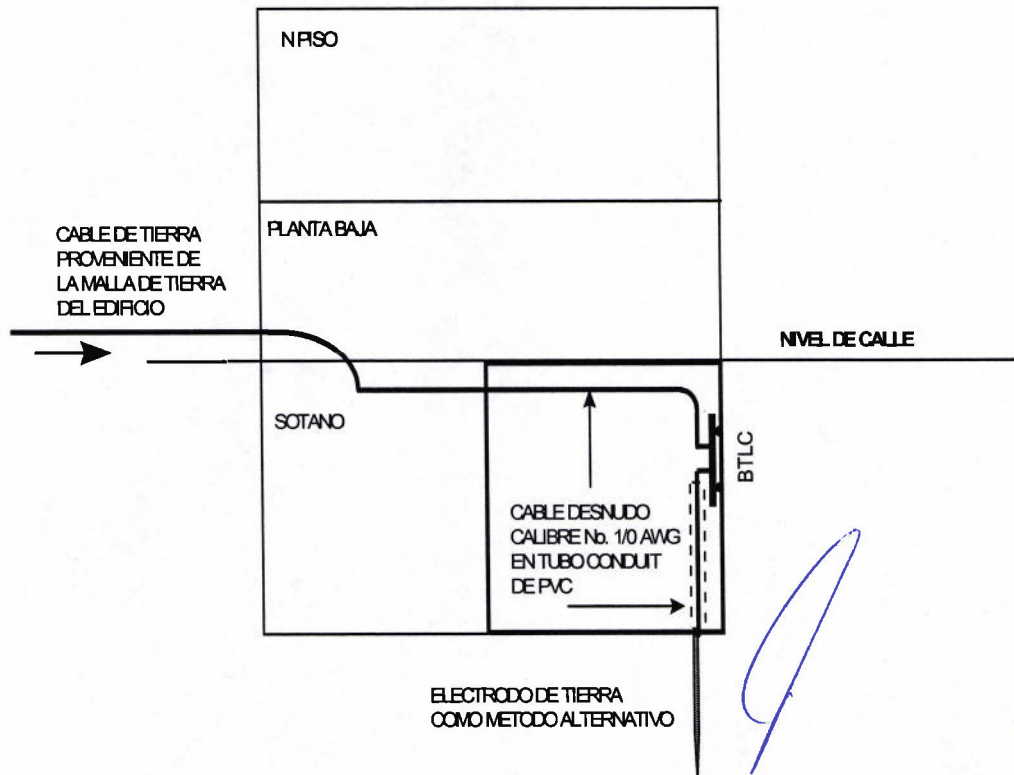 N PISO
PLANTA BAJA
CABLE DE TIERRA
PROVENIENTE DE
LA MALLA DE TIERRA
DEL EDIFICIO
NIVEL DE CALLE
SOTANO
BTLC
CABLE DESNUDO
CALIBRE No. 1/0 AWG
EN TUBO CONDUIT
DE PVC
ELECTRODO DE TIERRA
COMO METODO ALTERNATIVO